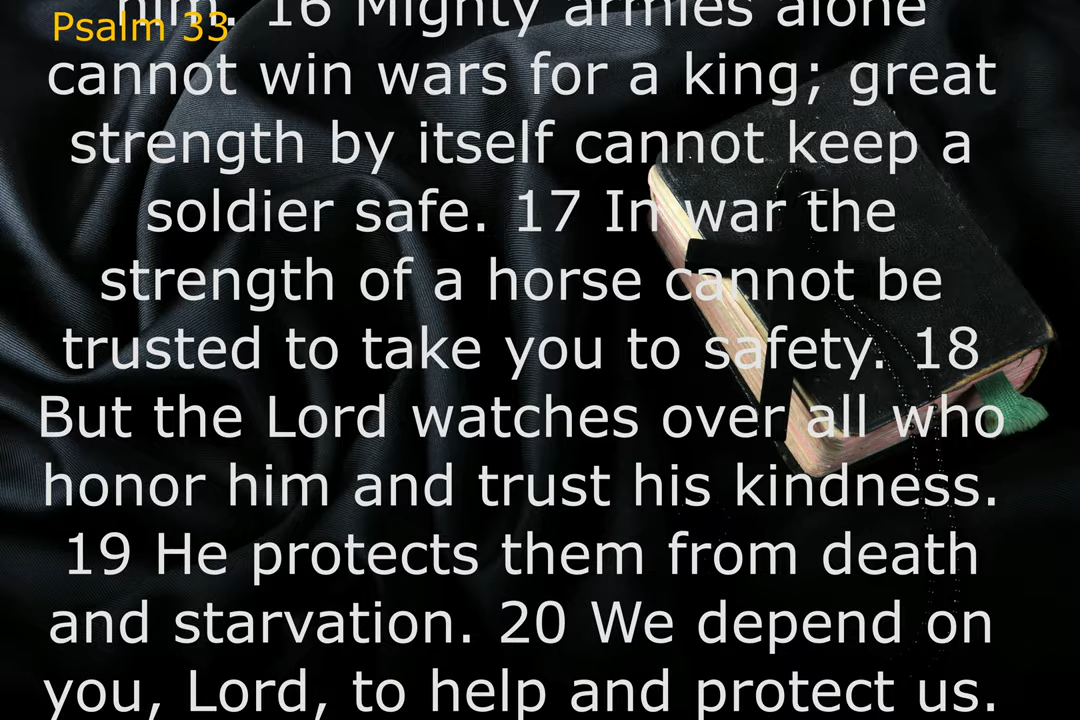 Psalm 33
him. 16 Mighty armies alone
cannot win wars for a king; great
strength by itself cannot keep a
soldier safe. 17 In war the
strength of a horse cannot be
trusted to take you to safety. 18
But the Lord watches over all who
honor him and trust his kindness.
19 He protects them from death
and starvation. 20 We depend on
you, Lord, to help and protect us.